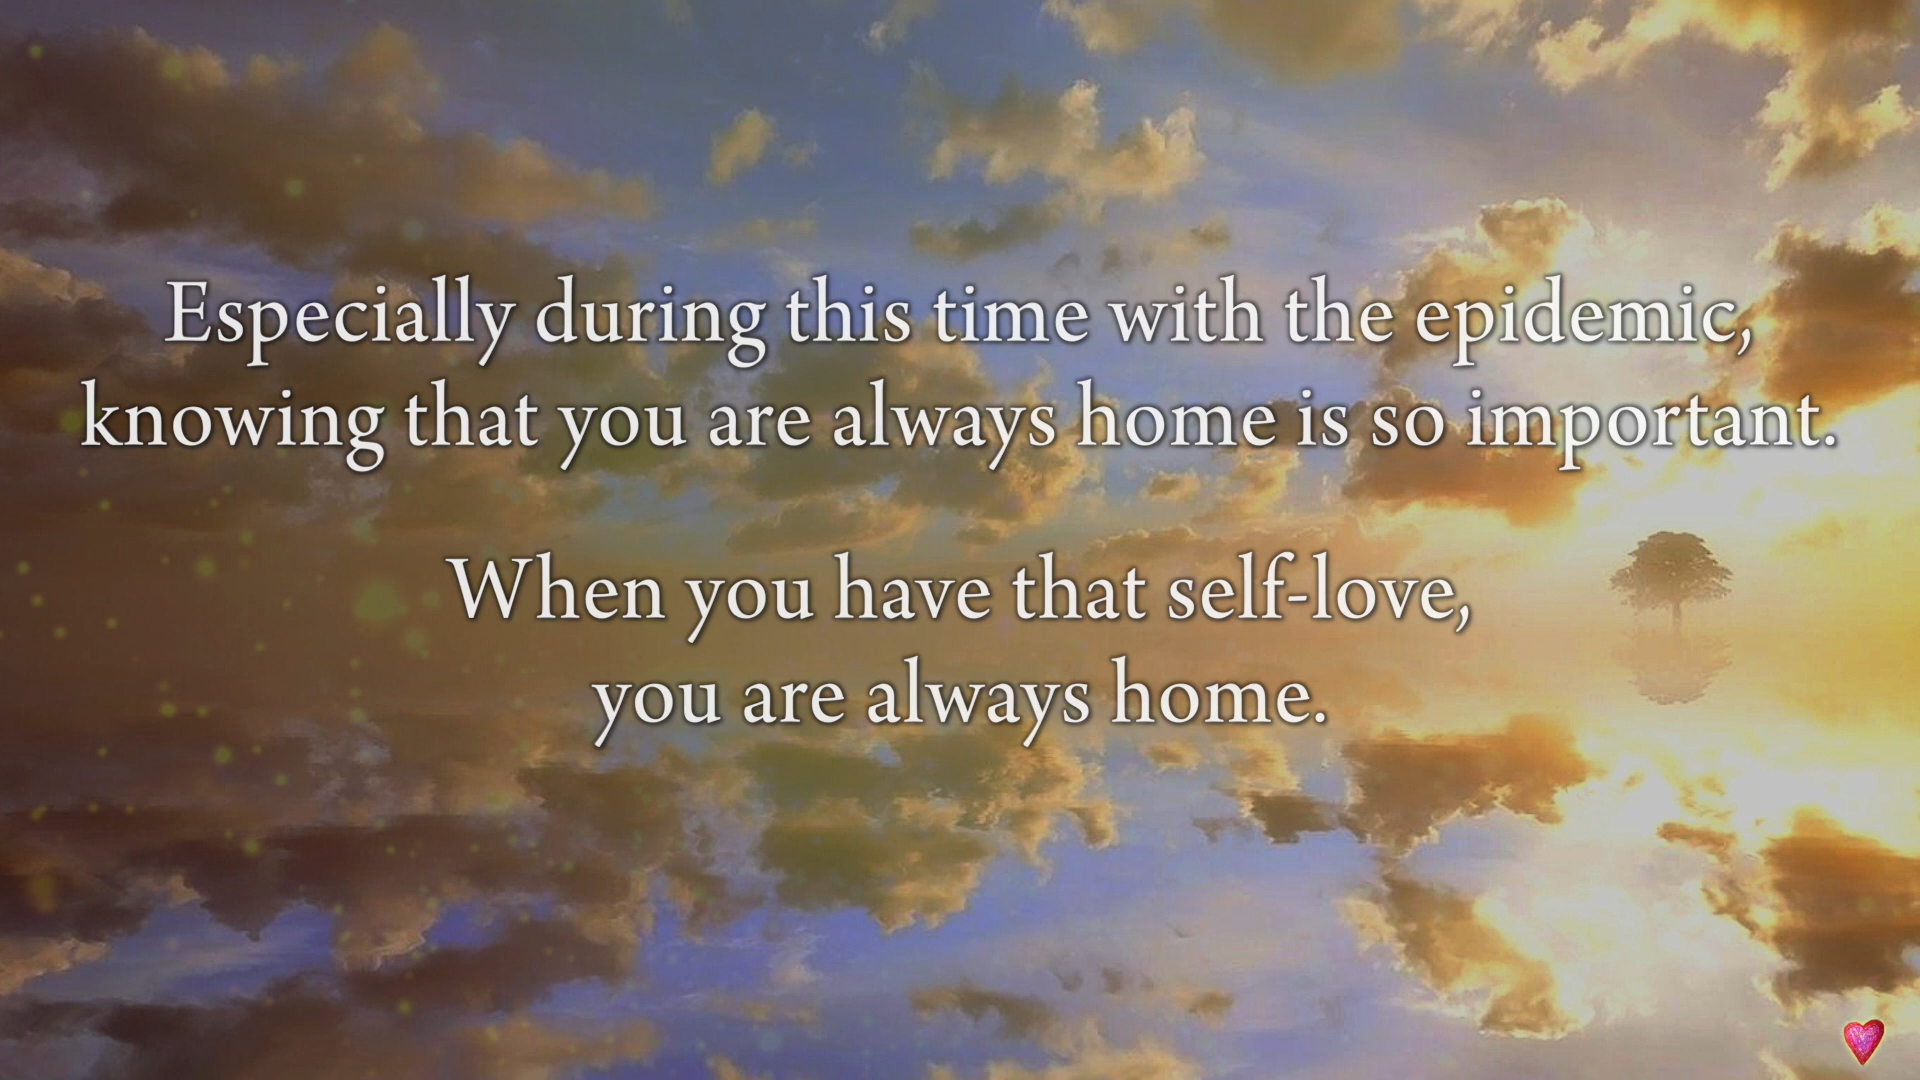 Especially during this time with the epidemic,
knowing that you are always home is so important.
When you have that self-love,
you are always home.